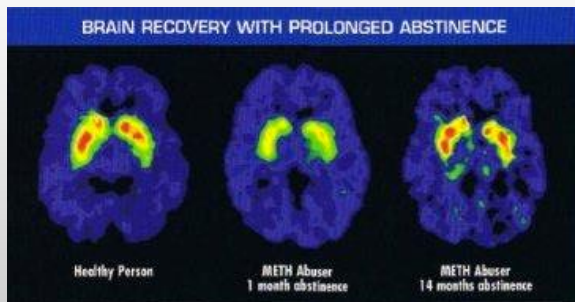 BRAIN RECOVERY WITH PROLONGED ABSTINENCE
Healthy Person
METH Abuser
1 month abstinence
METH Abuser
14 months abstinence